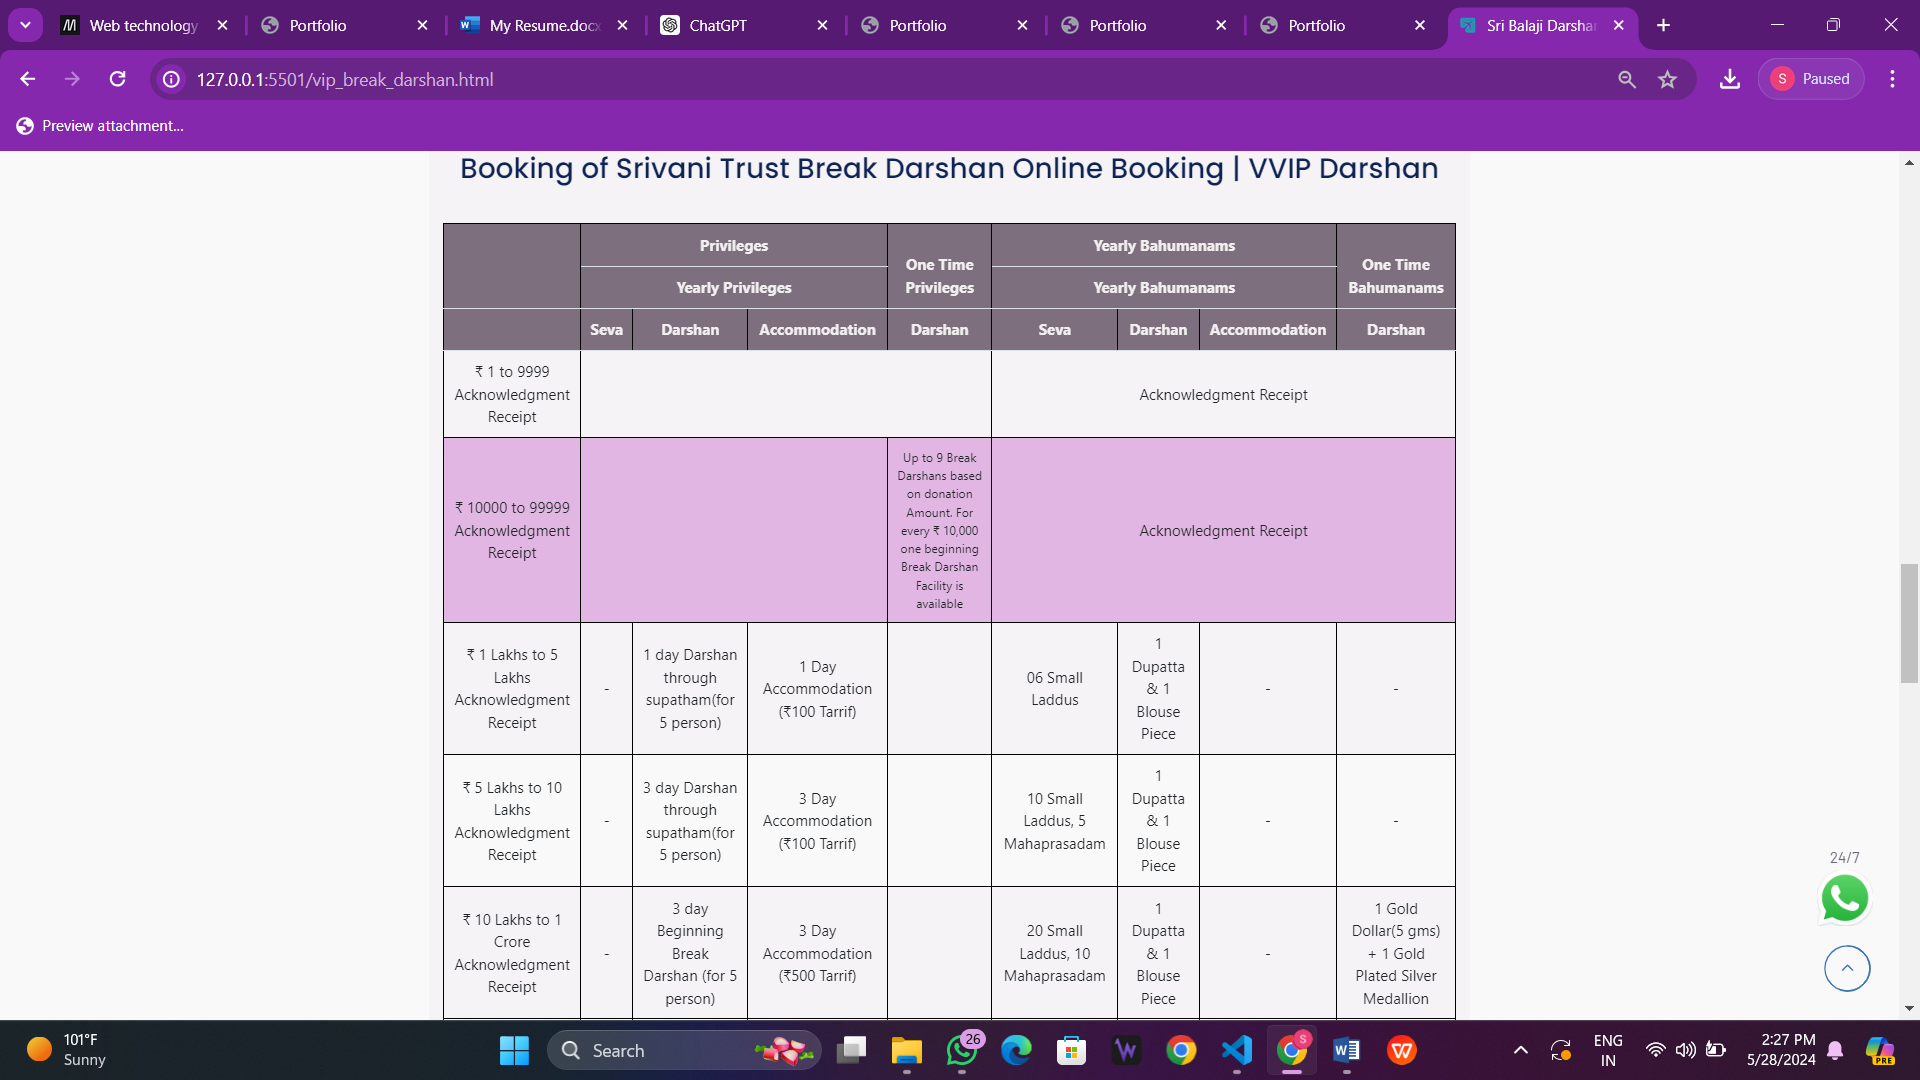 Web technology
Portfolio
My Resume.docx
ChatGPT
Portfolio
Portfolio
Portfolio
Sri Balaji Darshan
127.0.0.1:5501/vip_break_darshan.html
S
Paused
Preview attachment...
Booking of Srivani Trust Break Darshan Online Booking | VVIP Darshan
Privileges
One Time
Privileges
Yearly Bahumanams
One Time
Bahumanams
Yearly Privileges
Yearly Bahumanams
Seva
Darshan
Accommodation
Darshan
Seva
Darshan
Accommodation
Darshan
₹ 1 to 9999
Acknowledgment
Receipt
Acknowledgment Receipt
₹ 10000 to 99999
Acknowledgment
Receipt
Up to 9 Break
Darshans based
on donation
Amount. For
every ₹ 10,000
one beginning
Break Darshan
Facility is
available
Acknowledgment Receipt
₹ 1 Lakhs to 5
Lakhs
Acknowledgment
Receipt
-
1 day Darshan
through
supatham(for
5 person)
1 Day
Accommodation
(₹100 Tarrif)
06 Small
Laddus
1
Dupatta
& 1
Blouse
Piece
-
-
₹ 5 Lakhs to 10
Lakhs
Acknowledgment
Receipt
-
3 day Darshan
through
supatham(for
5 person)
3 Day
Accommodation
(₹100 Tarrif)
10 Small
Laddus, 5
Mahaprasadam
1
Dupatta
& 1
Blouse
Piece
-
-
₹ 10 Lakhs to 1
Crore
Acknowledgment
Receipt
-
3 day
Beginning
Break
Darshan (for 5
person)
3 Day
Accommodation
(₹500 Tarrif)
20 Small
Laddus, 10
Mahaprasadam
1
Dupatta
& 1
Blouse
Piece
-
1 Gold
Dollar(5 gms)
+ 1 Gold
Plated Silver
Medallion
24/7
101°F
Sunny
Search
26
S
ENG
IN
2:27 PM
5/28/2024
PRE